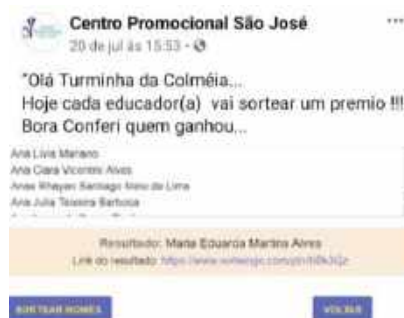 Centro Promocional São José
20 de jul às 15:53
"Olá Turminha da Colméia...
Hoje cada educador(a) vai sortear um premio !!!
Bora Conferi quem ganhou...
Ana Livia Mariano
Ana Clara Vicentini Alves
Santiago Melo de Lima
Ana Julia Teixeira Barbosa
Resultado: Maria Eduarda Martins Alves
Link do resultado:
SORTEAR NOMES
VOLTAR